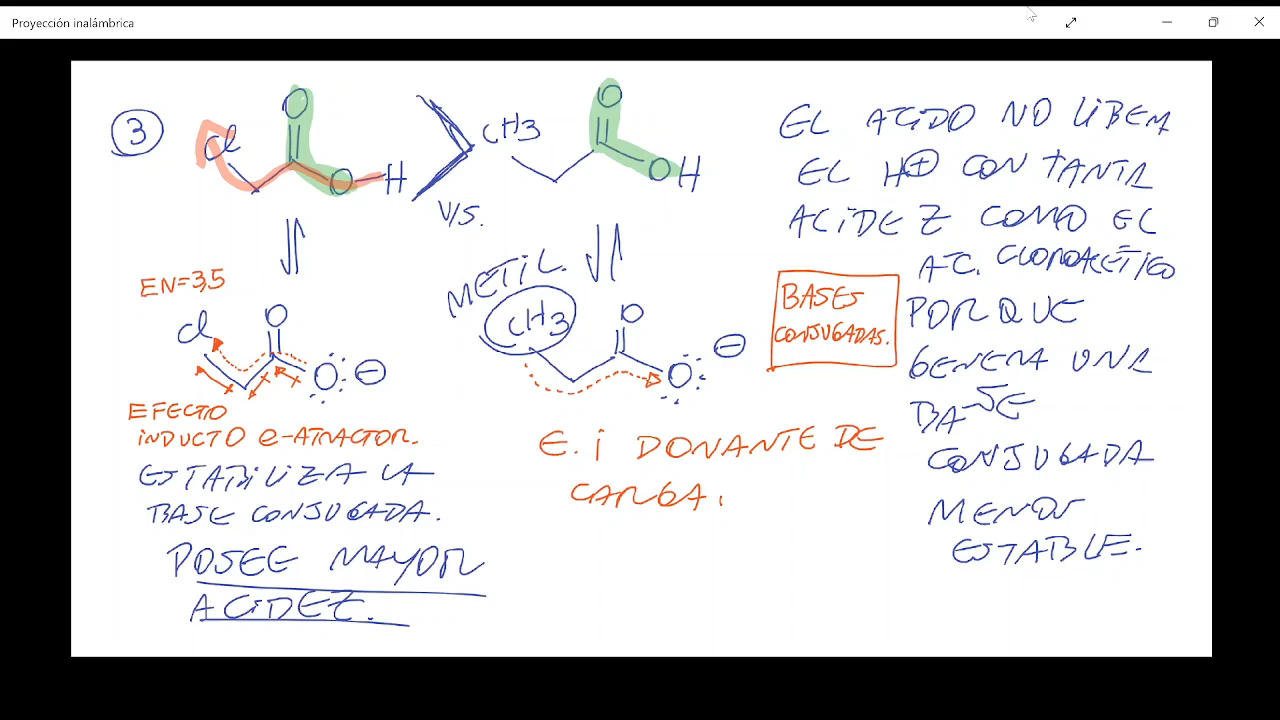 Proyección inalámbrica
3
Cl O O H
V/S.
CH3 O OH
EN=3,5
Cl O O ⊖
EFECTO
INDUCTO e-ATRACTOR.
ESTABILIZA LA
BASE CONJUGADA.
POSEE MAYOR
ACIDEZ.
METIL.
CH3 O O ⊖
E. i DONANTE DE
CARGA.
BASES
CONJUGADAS.
EL ACIDO NO LIBERA
EL H⊕ CON TANTA
ACIDEZ COMO EL
AC. CLOROACÉTICO
PORQUE
GENERA UNA
BASE
CONJUGADA
MENOS
ESTABLE.